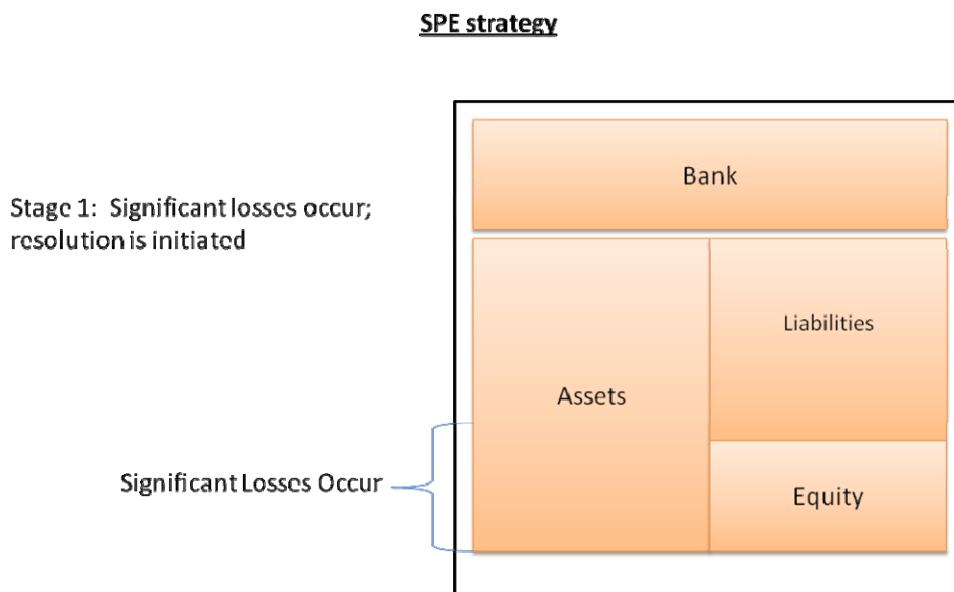 SPE strategy
Bank
Stage 1: Significant losses occur;
resolution is initiated
Liabilities
Assets
Significant Losses Occur
Equity